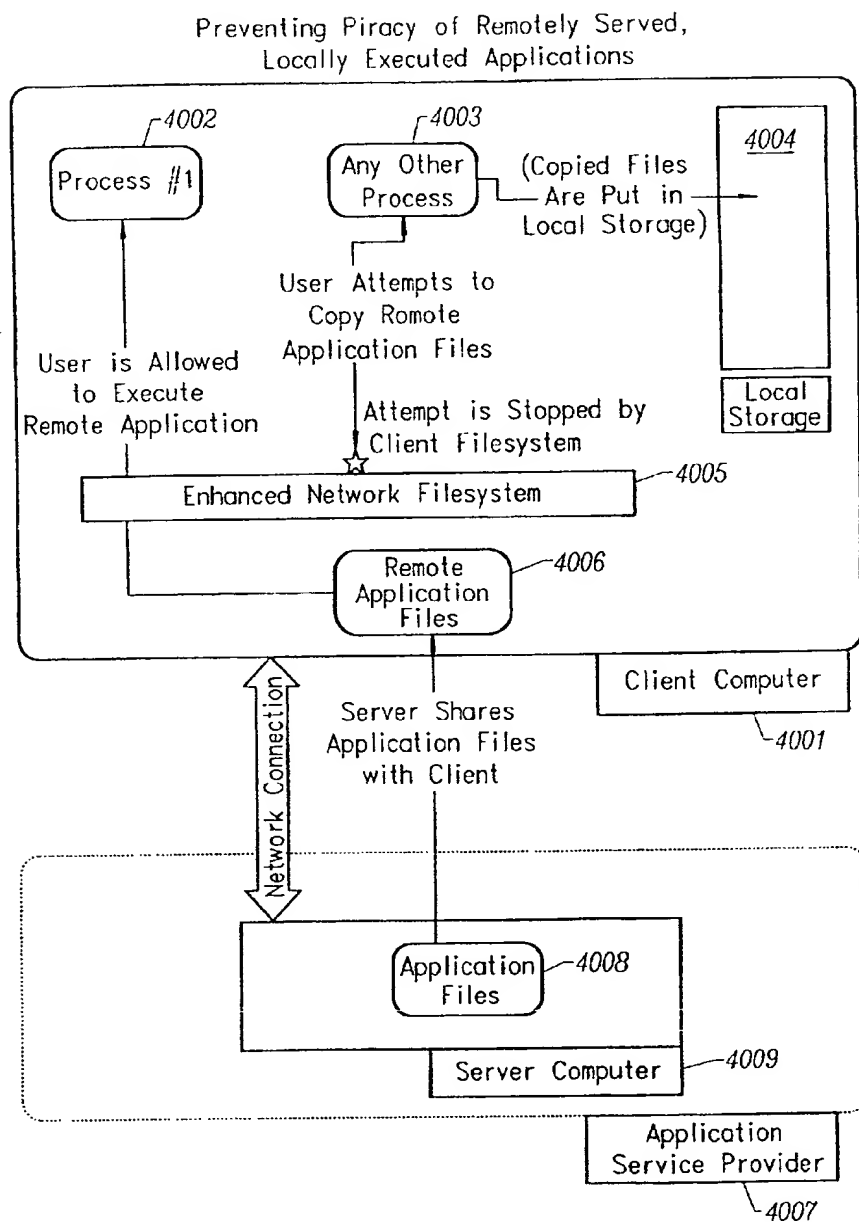 Preventing Piracy of Remotely Served,
Locally Executed Applications
4002
Process #1
4003
Any Other
Process
(Copied Files
Are Put in
Local Storage)
4004
User Attempts to
Copy Romote
Application Files
User is Allowed
to Execute
Remote Application
Attempt is Stopped by
Client Filesystem
Local
Storage
Enhanced Network Filesystem
4005
Remote
Application
Files
4006
Client Computer
4001
Network Connection
Server Shares
Application Files
with Client
Application
Files
4008
Server Computer
4009
Application
Service Provider
4007